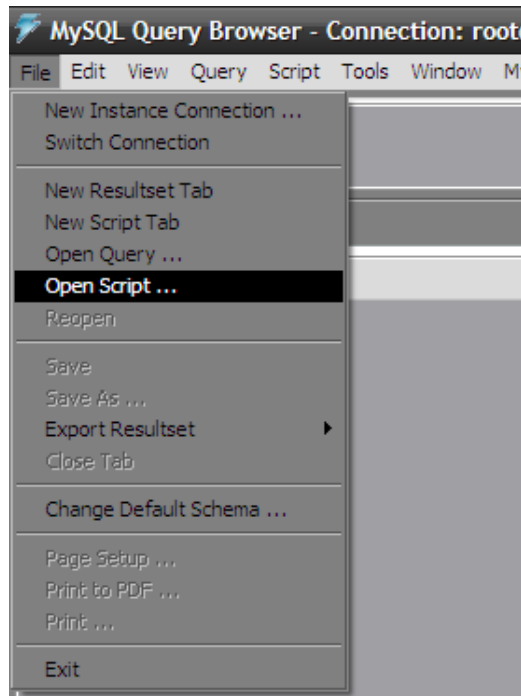 MySQL Query Browser - Connection: root
File Edit View Query Script Tools Window
New Instance Connection ...
Switch Connection
New Resultset Tab
New Script Tab
Open Query ...
Open Script ...
Reopen
Save
Save As ...
Export Resultset
Close Tab
Change Default Schema ...
Page Setup ...
Print to PDF ...
Print ...
Exit